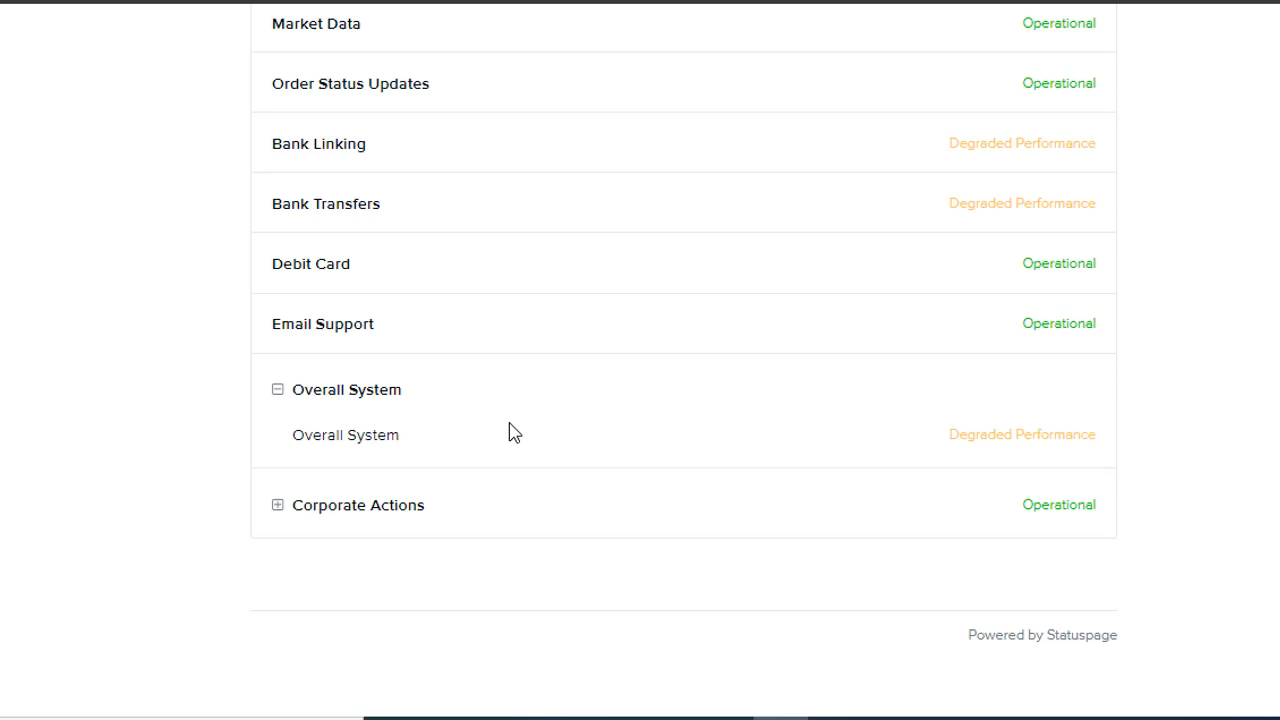 Market Data Operational
Order Status Updates Operational
Bank Linking Degraded Performance
Bank Transfers Degraded Performance
Debit Card Operational
Email Support Operational
Overall System
Overall System Degraded Performance
Corporate Actions Operational
Powered by Statuspage